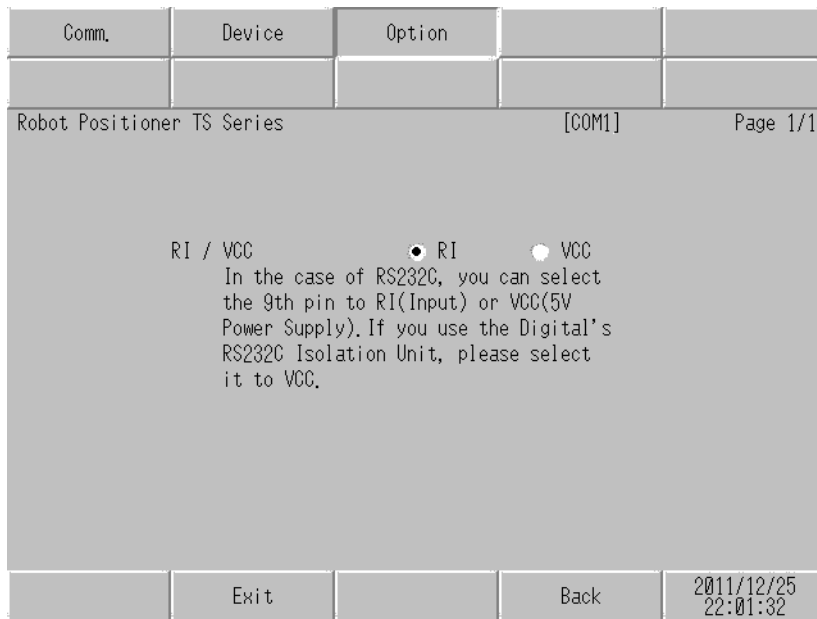 Comm. Device Option
Robot Positioner TS Series [COM1] Page 1/1
RI / VCC RI VCC
In the case of RS232C, you can select
the 9th pin to RI(Input) or VCC(5V
Power Supply).If you use the Digital's
RS232C Isolation Unit, please select
it to VCC.
Exit Back 2011/12/25
22:01:32